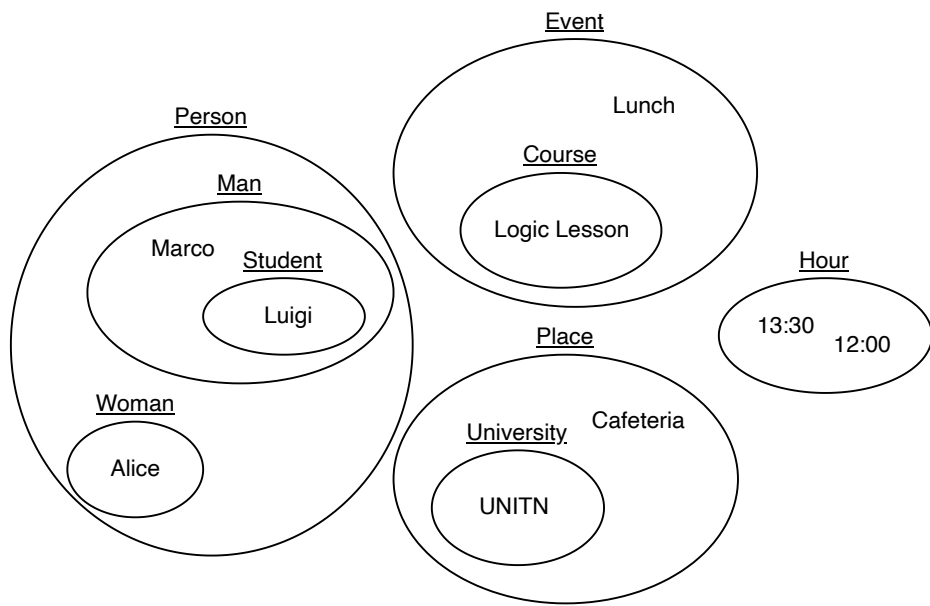 Event
Lunch
Course
Logic Lesson
Person
Man
Marco
Student
Luigi
Woman
Alice
Hour
13:30
12:00
Place
Cafeteria
University
UNITN